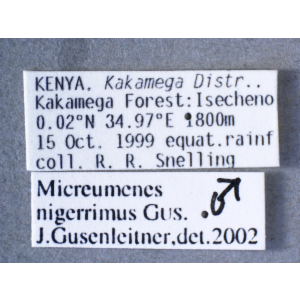 KENYA, Kakamega Distr..
Kakamega Forest:Isecheno
0.02°N 34.97°E 1800m
15 Oct. 1999 equat.rainf
coll. R. R. Snelling
Micreumenes
nigerrimus GUS. ♂
J.Gusenleitner,det.2002